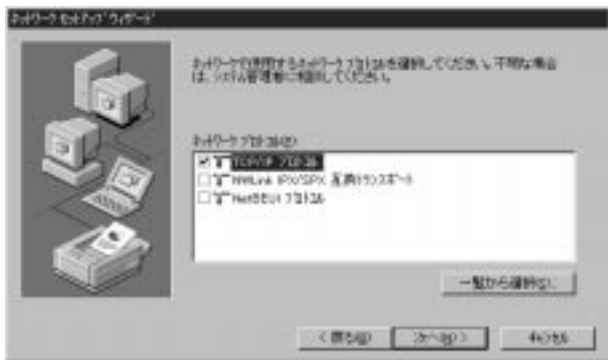 ネットワーク セットアップ ウィザード
ネットワークで使用するネットワーク プロトコルを選択してください。不明な場合
は、システム管理者に相談してください。
ネットワーク プロトコル(P)
TCP/IP プロトコル
NWLink IPX/SPX 互換トランスポート
NetBEUI プロトコル
一覧から選択(S)...
< 戻る(B)
次へ(N) >
キャンセル